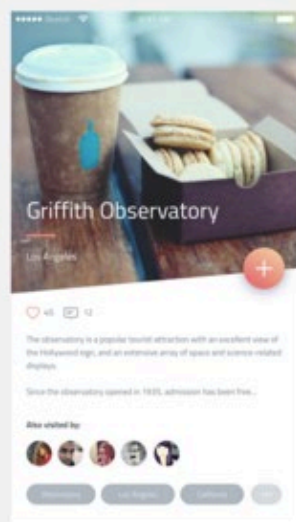 Griffith Observatory
Los Angeles
45 12
The observatory is a popular tourist attraction with an excellent view of
the Hollywood sign, and an extensive array of space and science-related
displays.
Since the observatory opened in 1935, admission has been free...
Also visited by:
Observatory Los Angeles California